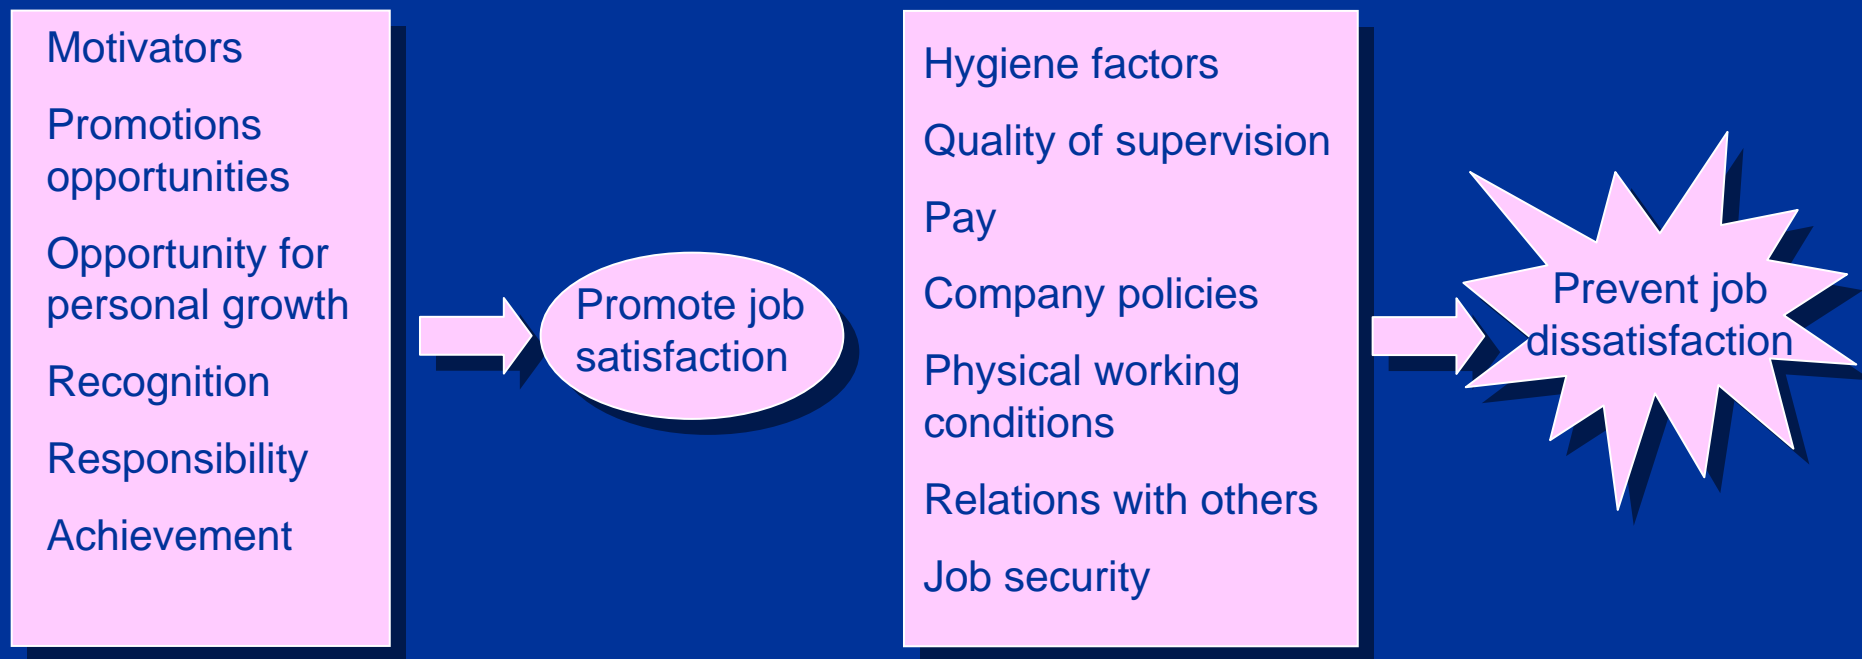 Motivators
Promotions
opportunities
Opportunity for
personal growth
Recognition
Responsibility
Achievement
Promote job
satisfaction
Hygiene factors
Quality of supervision
Pay
Company policies
Physical working
conditions
Relations with others
Job security
Prevent job
dissatisfaction